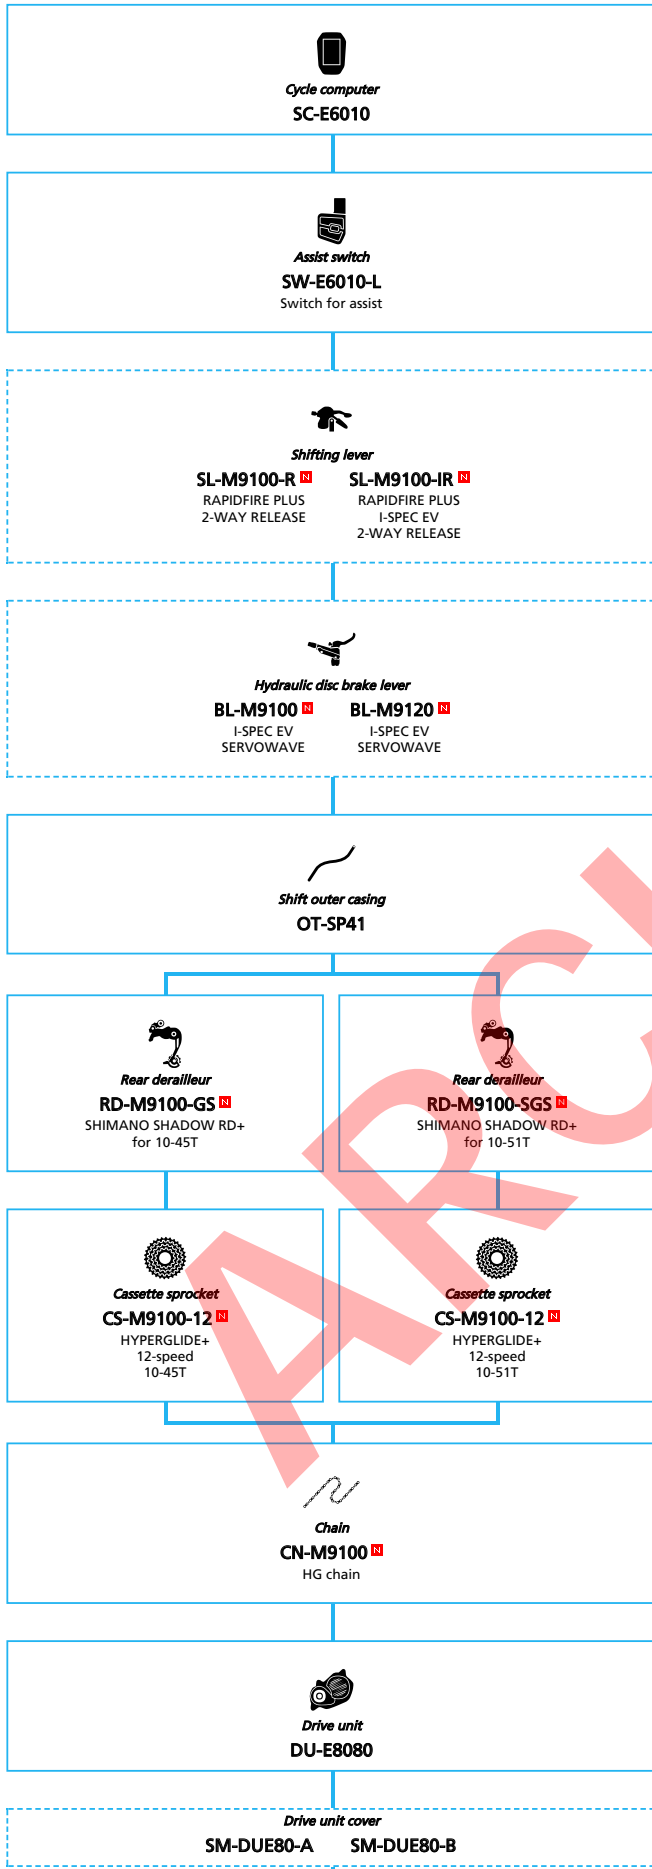 Cycle computer
SC-E6010
Assist switch
SW-E6010-L
Switch for assist
Shifting lever
SL-M9100-R N SL-M9100-IR N
RAPIDFIRE PLUS RAPIDFIRE PLUS
2-WAY RELEASE I-SPEC EV
2-WAY RELEASE
Hydraulic disc brake lever
BL-M9100 N BL-M9120 N
I-SPEC EV I-SPEC EV
SERVOWAVE SERVOWAVE
Shift outer casing
OT-SP41
Rear derailleur Rear derailleur
RD-M9100-GS N RD-M9100-SGS N
SHIMANO SHADOW RD+ SHIMANO SHADOW RD+
for 10-45T for 10-51T
Cassette sprocket Cassette sprocket
CS-M9100-12 N CS-M9100-12 N
HYPERGLIDE+ HYPERGLIDE+
12-speed 12-speed
10-45T 10-51T
Chain
CN-M9100 N
HG chain
Drive unit
DU-E8080
Drive unit cover
SM-DUE80-A SM-DUE80-B